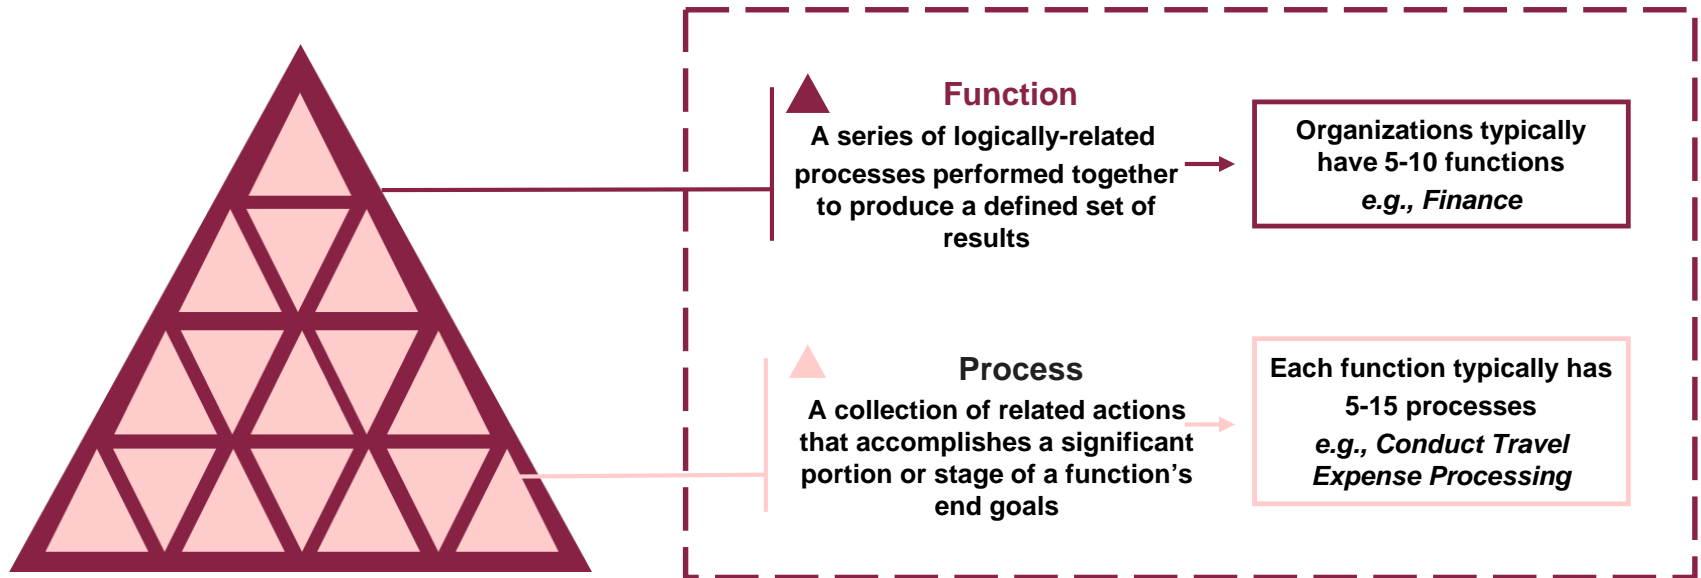 Function
A series of logically-related
processes performed together
to produce a defined set of
results
Organizations typically
have 5-10 functions
e.g., Finance
Process
A collection of related actions
that accomplishes a significant
portion or stage of a function’s
end goals
Each function typically has
5-15 processes
e.g., Conduct Travel
Expense Processing